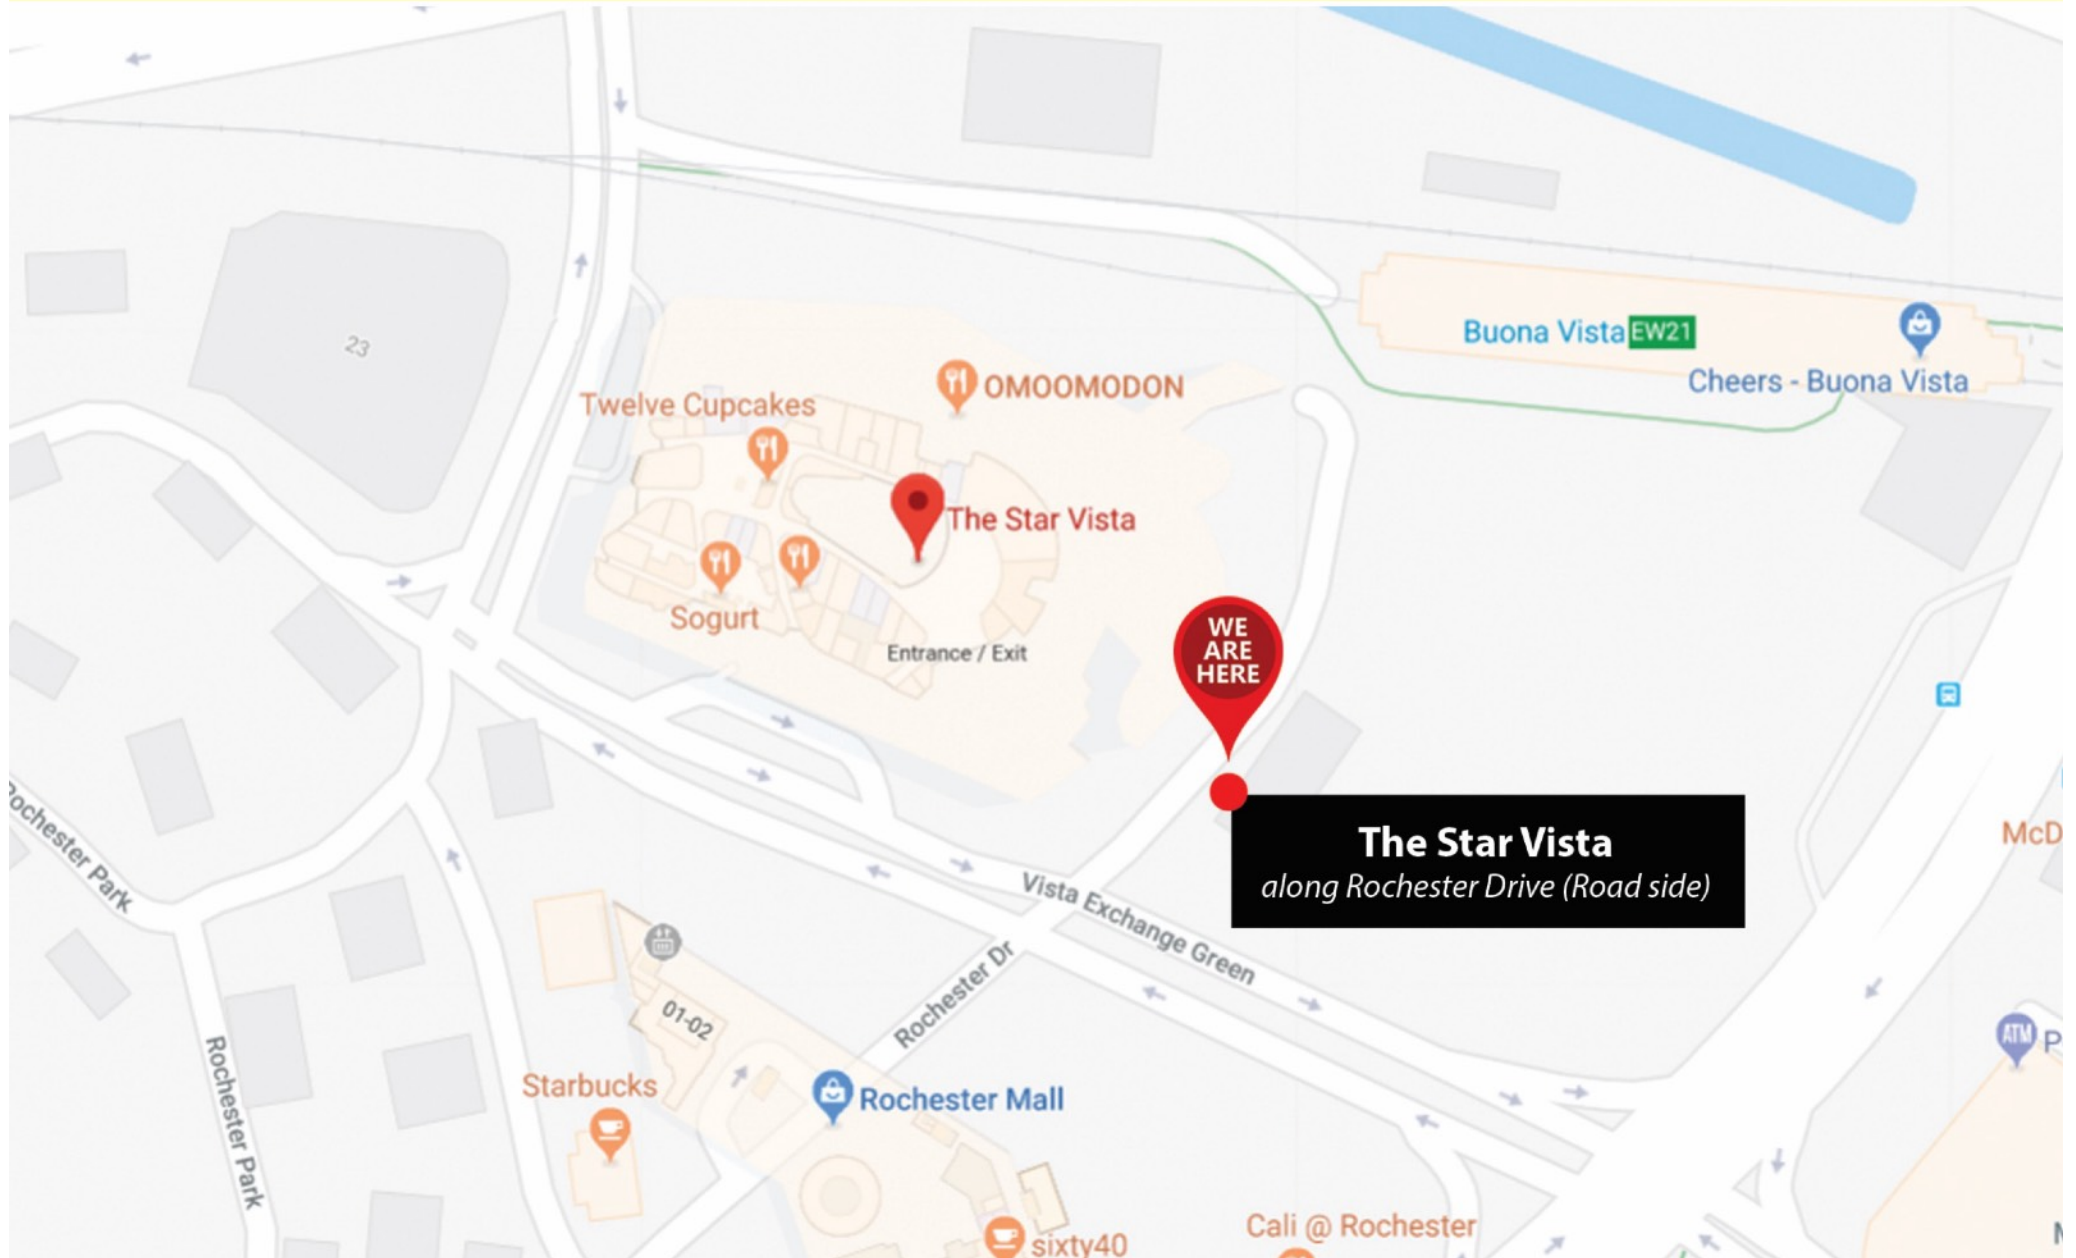 23
Buona Vista EW21
Cheers - Buona Vista
OMOOMODON
Twelve Cupcakes
The Star Vista
Sogurt
Entrance / Exit
WE
ARE
HERE
The Star Vista
along Rochester Drive (Road side)
McD
Rochester Park
Vista Exchange Green
Rochester Dr
01-02
ATM
P
Rochester Park
Starbucks
Rochester Mall
Cali @ Rochester
sixty40